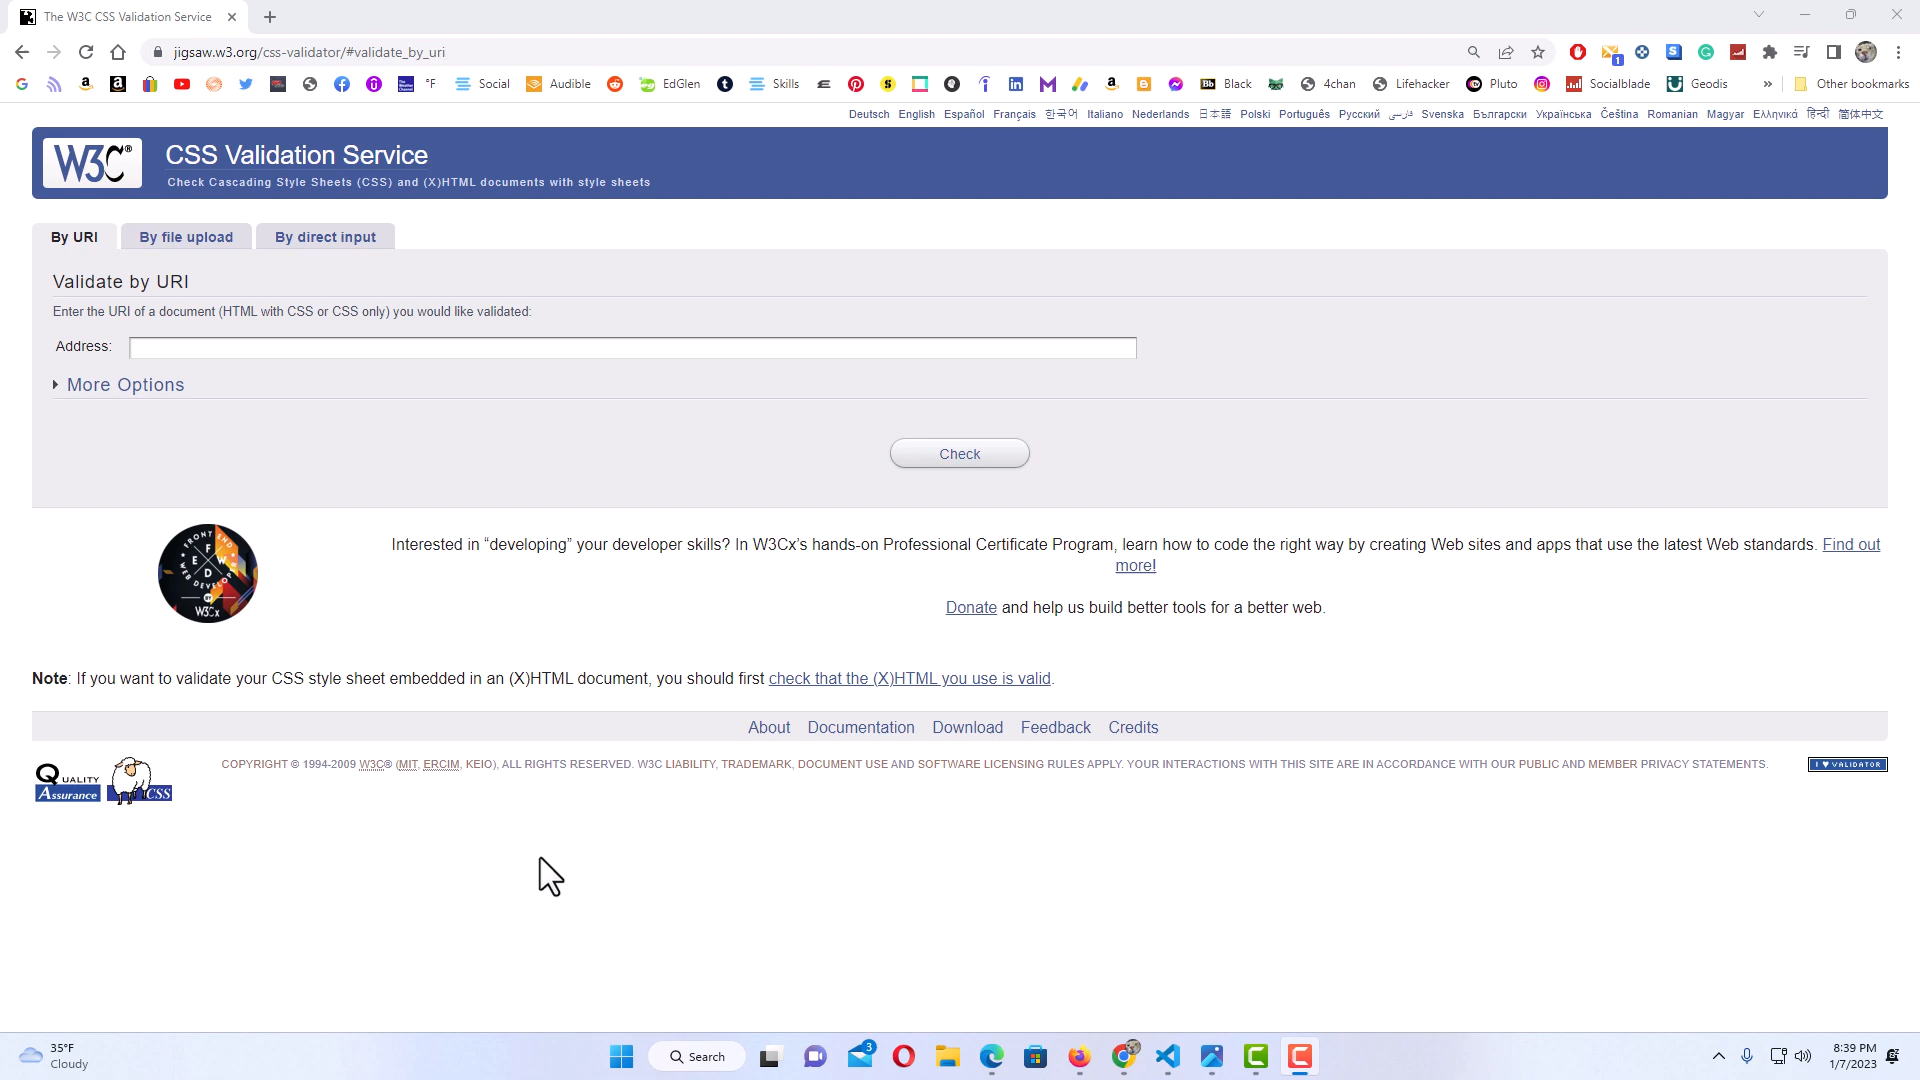 The W3C CSS Validation Service
jigsaw.w3.org/css-validator/#validate_by_uri
1
°F Social Audible EdGlen Skills Black 4chan Lifehacker Pluto Socialblade Geodis » Other bookmarks
Deutsch English Español Français 한국어 Italiano Nederlands 日本語 Polski Português Русский فارسی Svenska Български Українська Čeština Romanian Magyar Ελληνικά हिन्दी 简体中文
W3C®
CSS Validation Service
Check Cascading Style Sheets (CSS) and (X)HTML documents with style sheets
By URI By file upload By direct input
Validate by URI
Enter the URI of a document (HTML with CSS or CSS only) you would like validated:
Address:
More Options
Check
FRONT END
WEB DEVELOPER
F E W D
BY
W3Cx
Interested in “developing” your developer skills? In W3Cx’s hands-on Professional Certificate Program, learn how to code the right way by creating Web sites and apps that use the latest Web standards. Find out
more!
Donate and help us build better tools for a better web.
Note: If you want to validate your CSS style sheet embedded in an (X)HTML document, you should first check that the (X)HTML you use is valid.
About Documentation Download Feedback Credits
Quality
Assurance
CSS
COPYRIGHT © 1994-2009 W3C® (MIT, ERCIM, KEIO), ALL RIGHTS RESERVED. W3C LIABILITY, TRADEMARK, DOCUMENT USE AND SOFTWARE LICENSING RULES APPLY. YOUR INTERACTIONS WITH THIS SITE ARE IN ACCORDANCE WITH OUR PUBLIC AND MEMBER PRIVACY STATEMENTS.
I ♥ VALIDATOR
35°F
Cloudy
Search
3
8:39 PM
1/7/2023